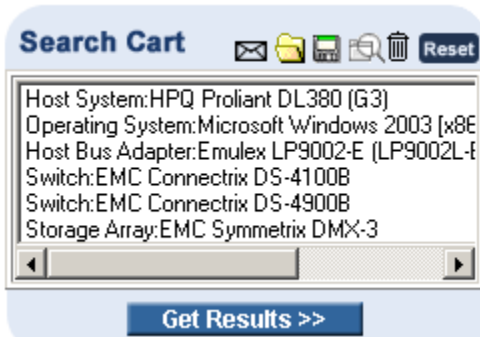 Search Cart
Reset
Host System:HPQ Proliant DL380 (G3)
Operating System:Microsoft Windows 2003 [x86
Host Bus Adapter:Emulex LP9002-E (LP9002L-E
Switch:EMC Connectrix DS-4100B
Switch:EMC Connectrix DS-4900B
Storage Array:EMC Symmetrix DMX-3
Get Results >>